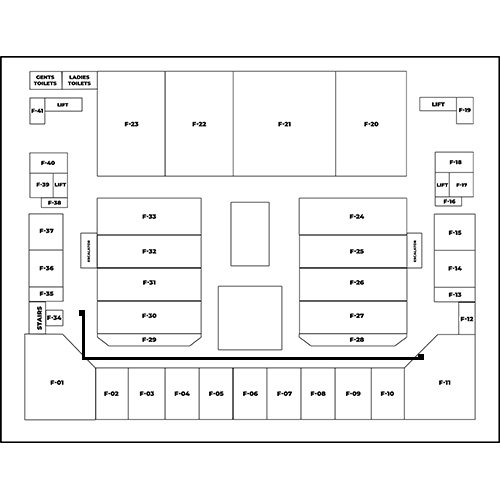 GENTS
TOILETS
LADIES
TOILETS
F-41
LIFT
F-23
F-22
F-21
F-20
LIFT
F-19
F-40
F-39
LIFT
F-38
F-18
LIFT
F-17
F-16
F-37
F-36
F-35
STAIRS
F-34
F-33
ESCALATOR
F-32
F-31
F-30
F-29
F-24
F-25
ESCALATOR
F-26
F-27
F-28
F-15
F-14
F-13
F-12
F-01
F-02
F-03
F-04
F-05
F-06
F-07
F-08
F-09
F-10
F-11